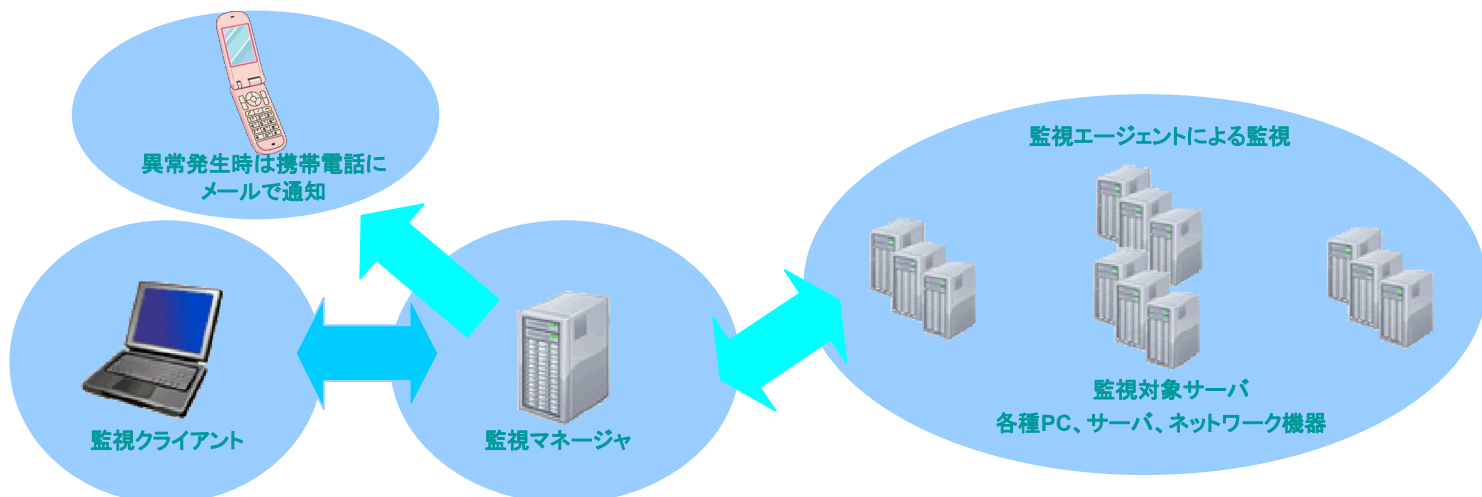 異常発生時は携帯電話に
メールで通知
監視エージェントによる監視
監視対象サーバ
各種PC、サーバ、ネットワーク機器
監視クライアント
監視マネージャ